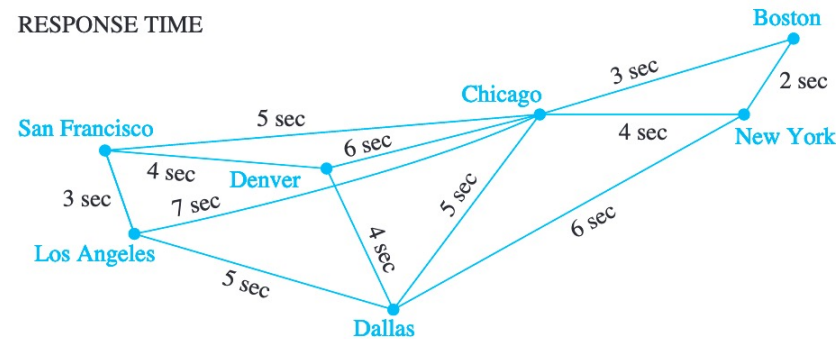 RESPONSE TIME
Boston
3 sec
2 sec
Chicago
5 sec
San Francisco
6 sec
4 sec
New York
4 sec
Denver
3 sec
7 sec
5 sec
4 sec
6 sec
Los Angeles
5 sec
Dallas